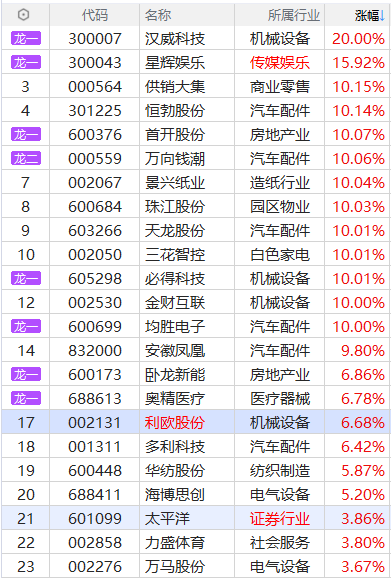 代码 名称 所属行业 涨幅↓
龙一 300007 汉威科技 机械设备 20.00%
龙一 300043 星辉娱乐 传媒娱乐 15.92%
3 000564 供销大集 商业零售 10.15%
4 301225 恒勃股份 汽车配件 10.14%
龙一 600376 首开股份 房地产业 10.07%
龙二 000559 万向钱潮 汽车配件 10.06%
7 002067 景兴纸业 造纸行业 10.04%
8 600684 珠江股份 园区物业 10.03%
9 603266 天龙股份 汽车配件 10.01%
10 002050 三花智控 白色家电 10.01%
龙一 605298 必得科技 机械设备 10.01%
12 002530 金财互联 机械设备 10.00%
龙一 600699 均胜电子 汽车配件 10.00%
14 832000 安徽凤凰 汽车配件 9.80%
龙一 600173 卧龙新能 房地产业 6.86%
龙一 688613 奥精医疗 医疗器械 6.78%
17 002131 利欧股份 机械设备 6.68%
18 001311 多利科技 汽车配件 6.42%
19 600448 华纺股份 纺织制造 5.87%
20 688411 海博思创 电气设备 5.20%
21 601099 太平洋 证券行业 3.86%
22 002858 力盛体育 社会服务 3.80%
23 002276 万马股份 电气设备 3.67%